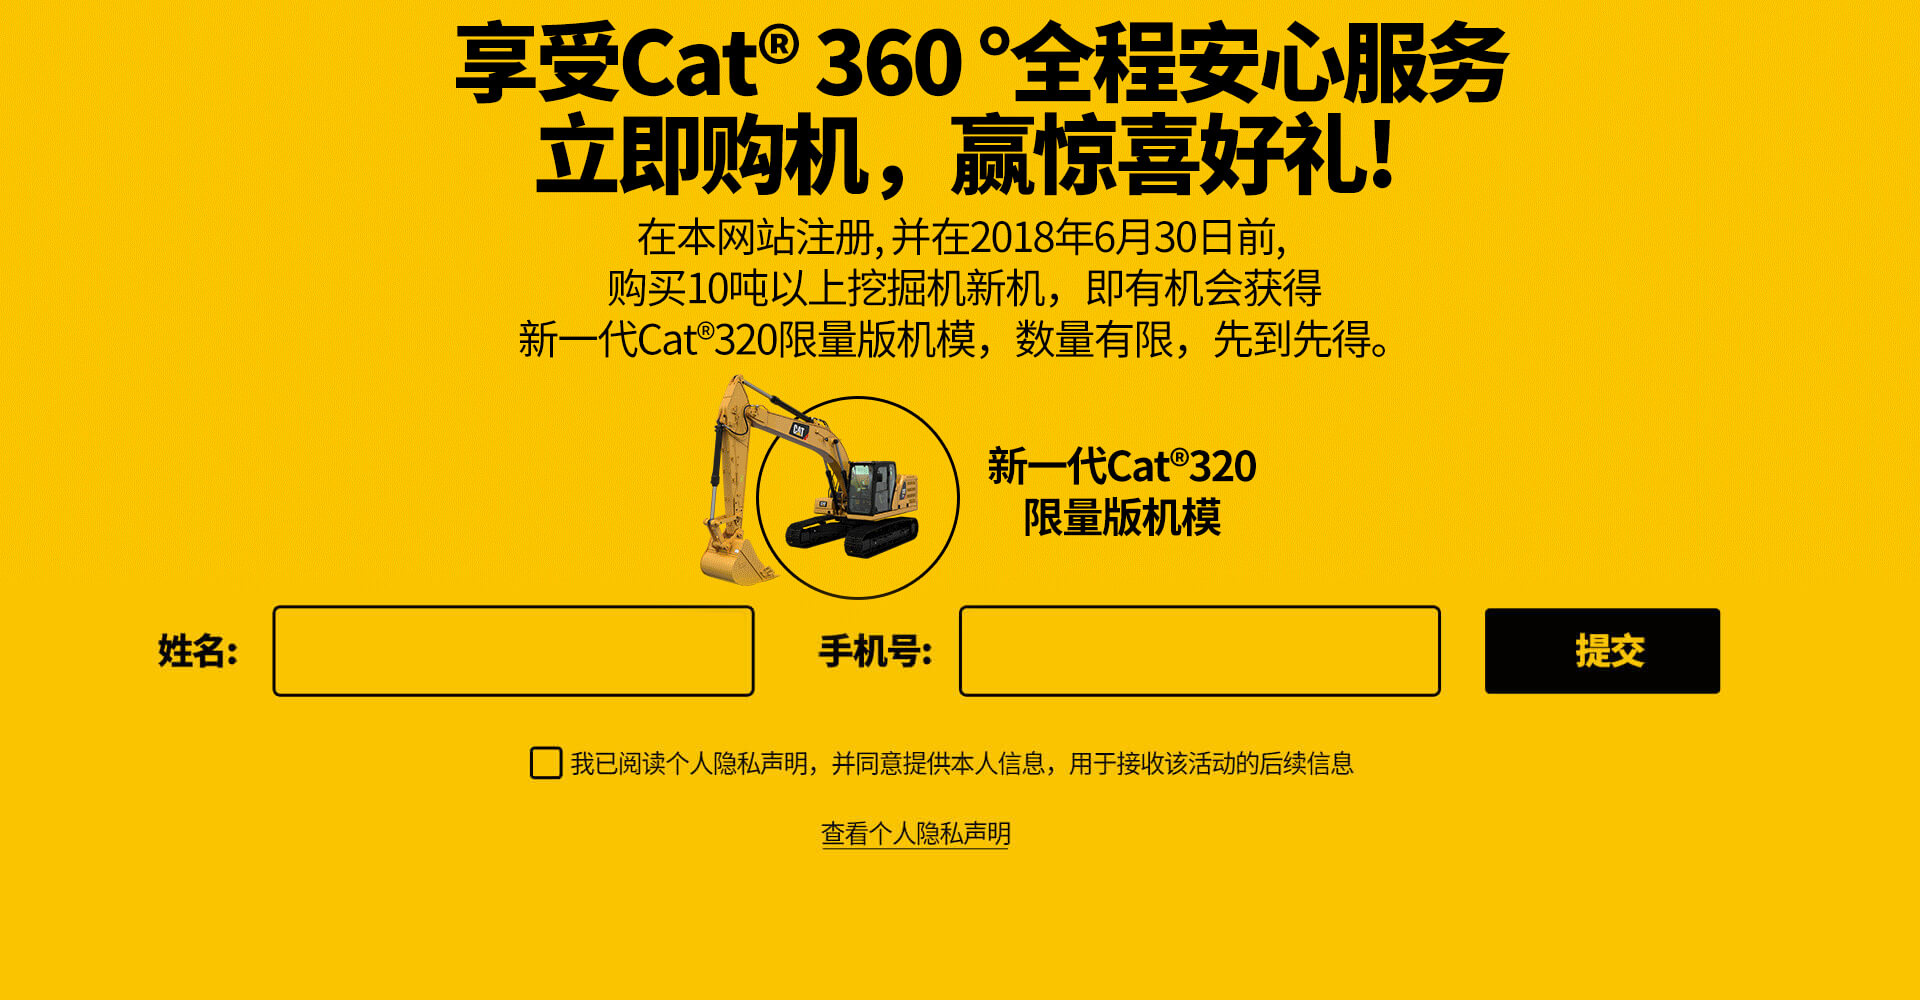 享受Cat® 360 °全程安心服务
立即购机，赢惊喜好礼!
在本网站注册, 并在2018年6月30日前,
购买10吨以上挖掘机新机，即有机会获得
新一代Cat®320限量版机模，数量有限，先到先得。
CAT
新一代Cat®320
限量版机模
姓名:
手机号:
提交
我已阅读个人隐私声明，并同意提供本人信息，用于接收该活动的后续信息
查看个人隐私声明